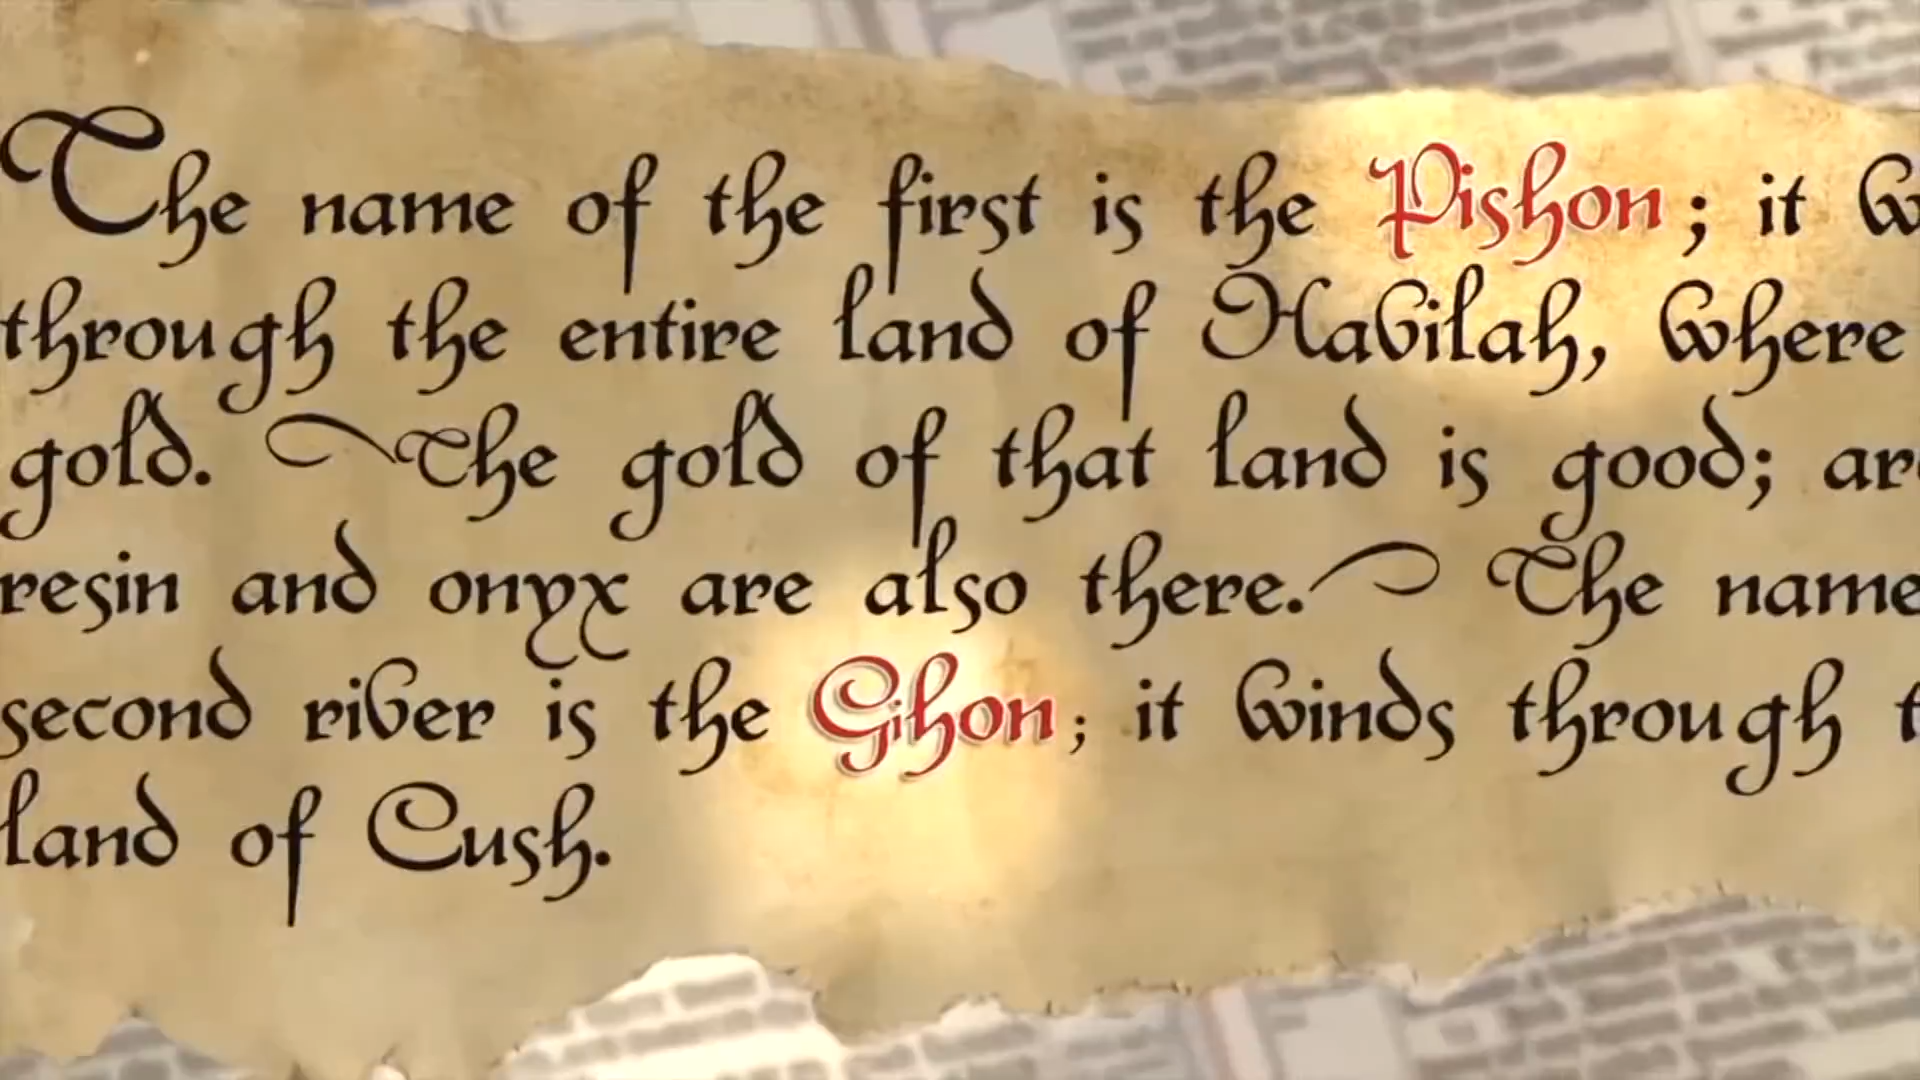 The name of the first is the Pishon; it
through the entire land of Havilah, where
gold. The gold of that land is good;
resin and onyx are also there. The name
second river is the Gihon; it winds through
land of Cush.